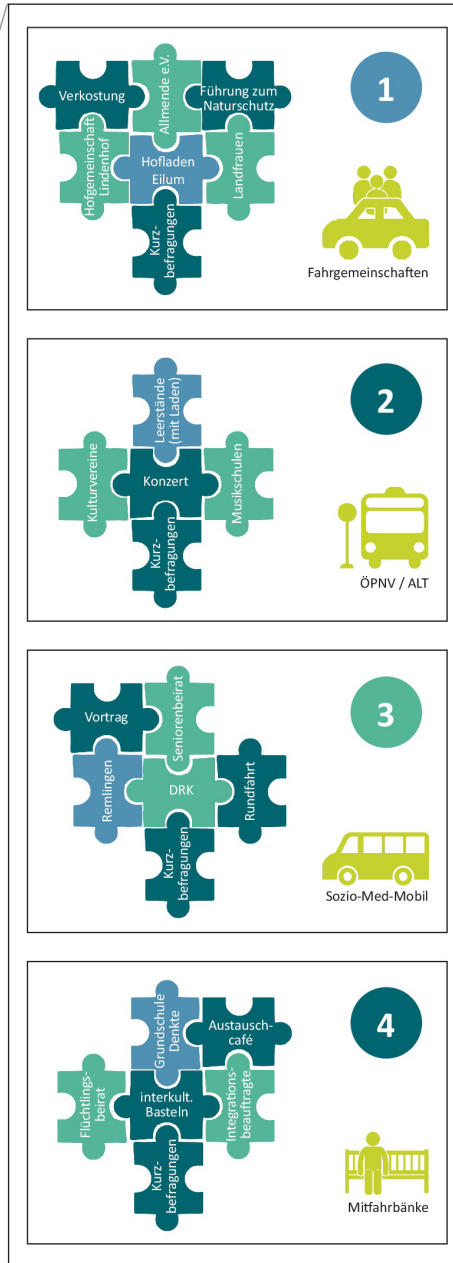 Verkostung
Allmende e.V.
Führung zum
Naturschutz
1
Hofgemeinschaft
Lindenhof
Hofladen
Eilum
Landfrauen
Kurz-
befragungen
Fahrgemeinschaften
Leerstände
(mit Laden)
2
Kulturvereine
Konzert
Musikschulen
Kurz-
befragungen
ÖPNV / ALT
Vortrag
Seniorenbeirat
3
Remlingen
DRK
Rundfahrt
Kurz-
befragungen
Sozio-Med-Mobil
Grundschule
Denkte
Austausch-
café
4
Flüchtlings-
beirat
interkult.
Basteln
Integrations-
beauftragte
Kurz-
befragungen
Mitfahrbänke